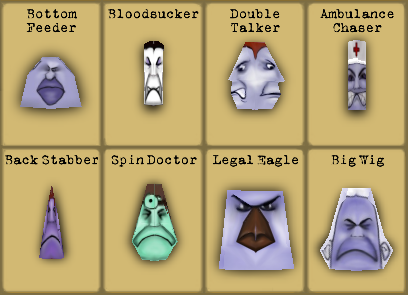 Bottom
Feeder
Bloodsucker
Double
Talker
Ambulance
Chaser
Back Stabber
Spin Doctor
Legal Eagle
Big Wig